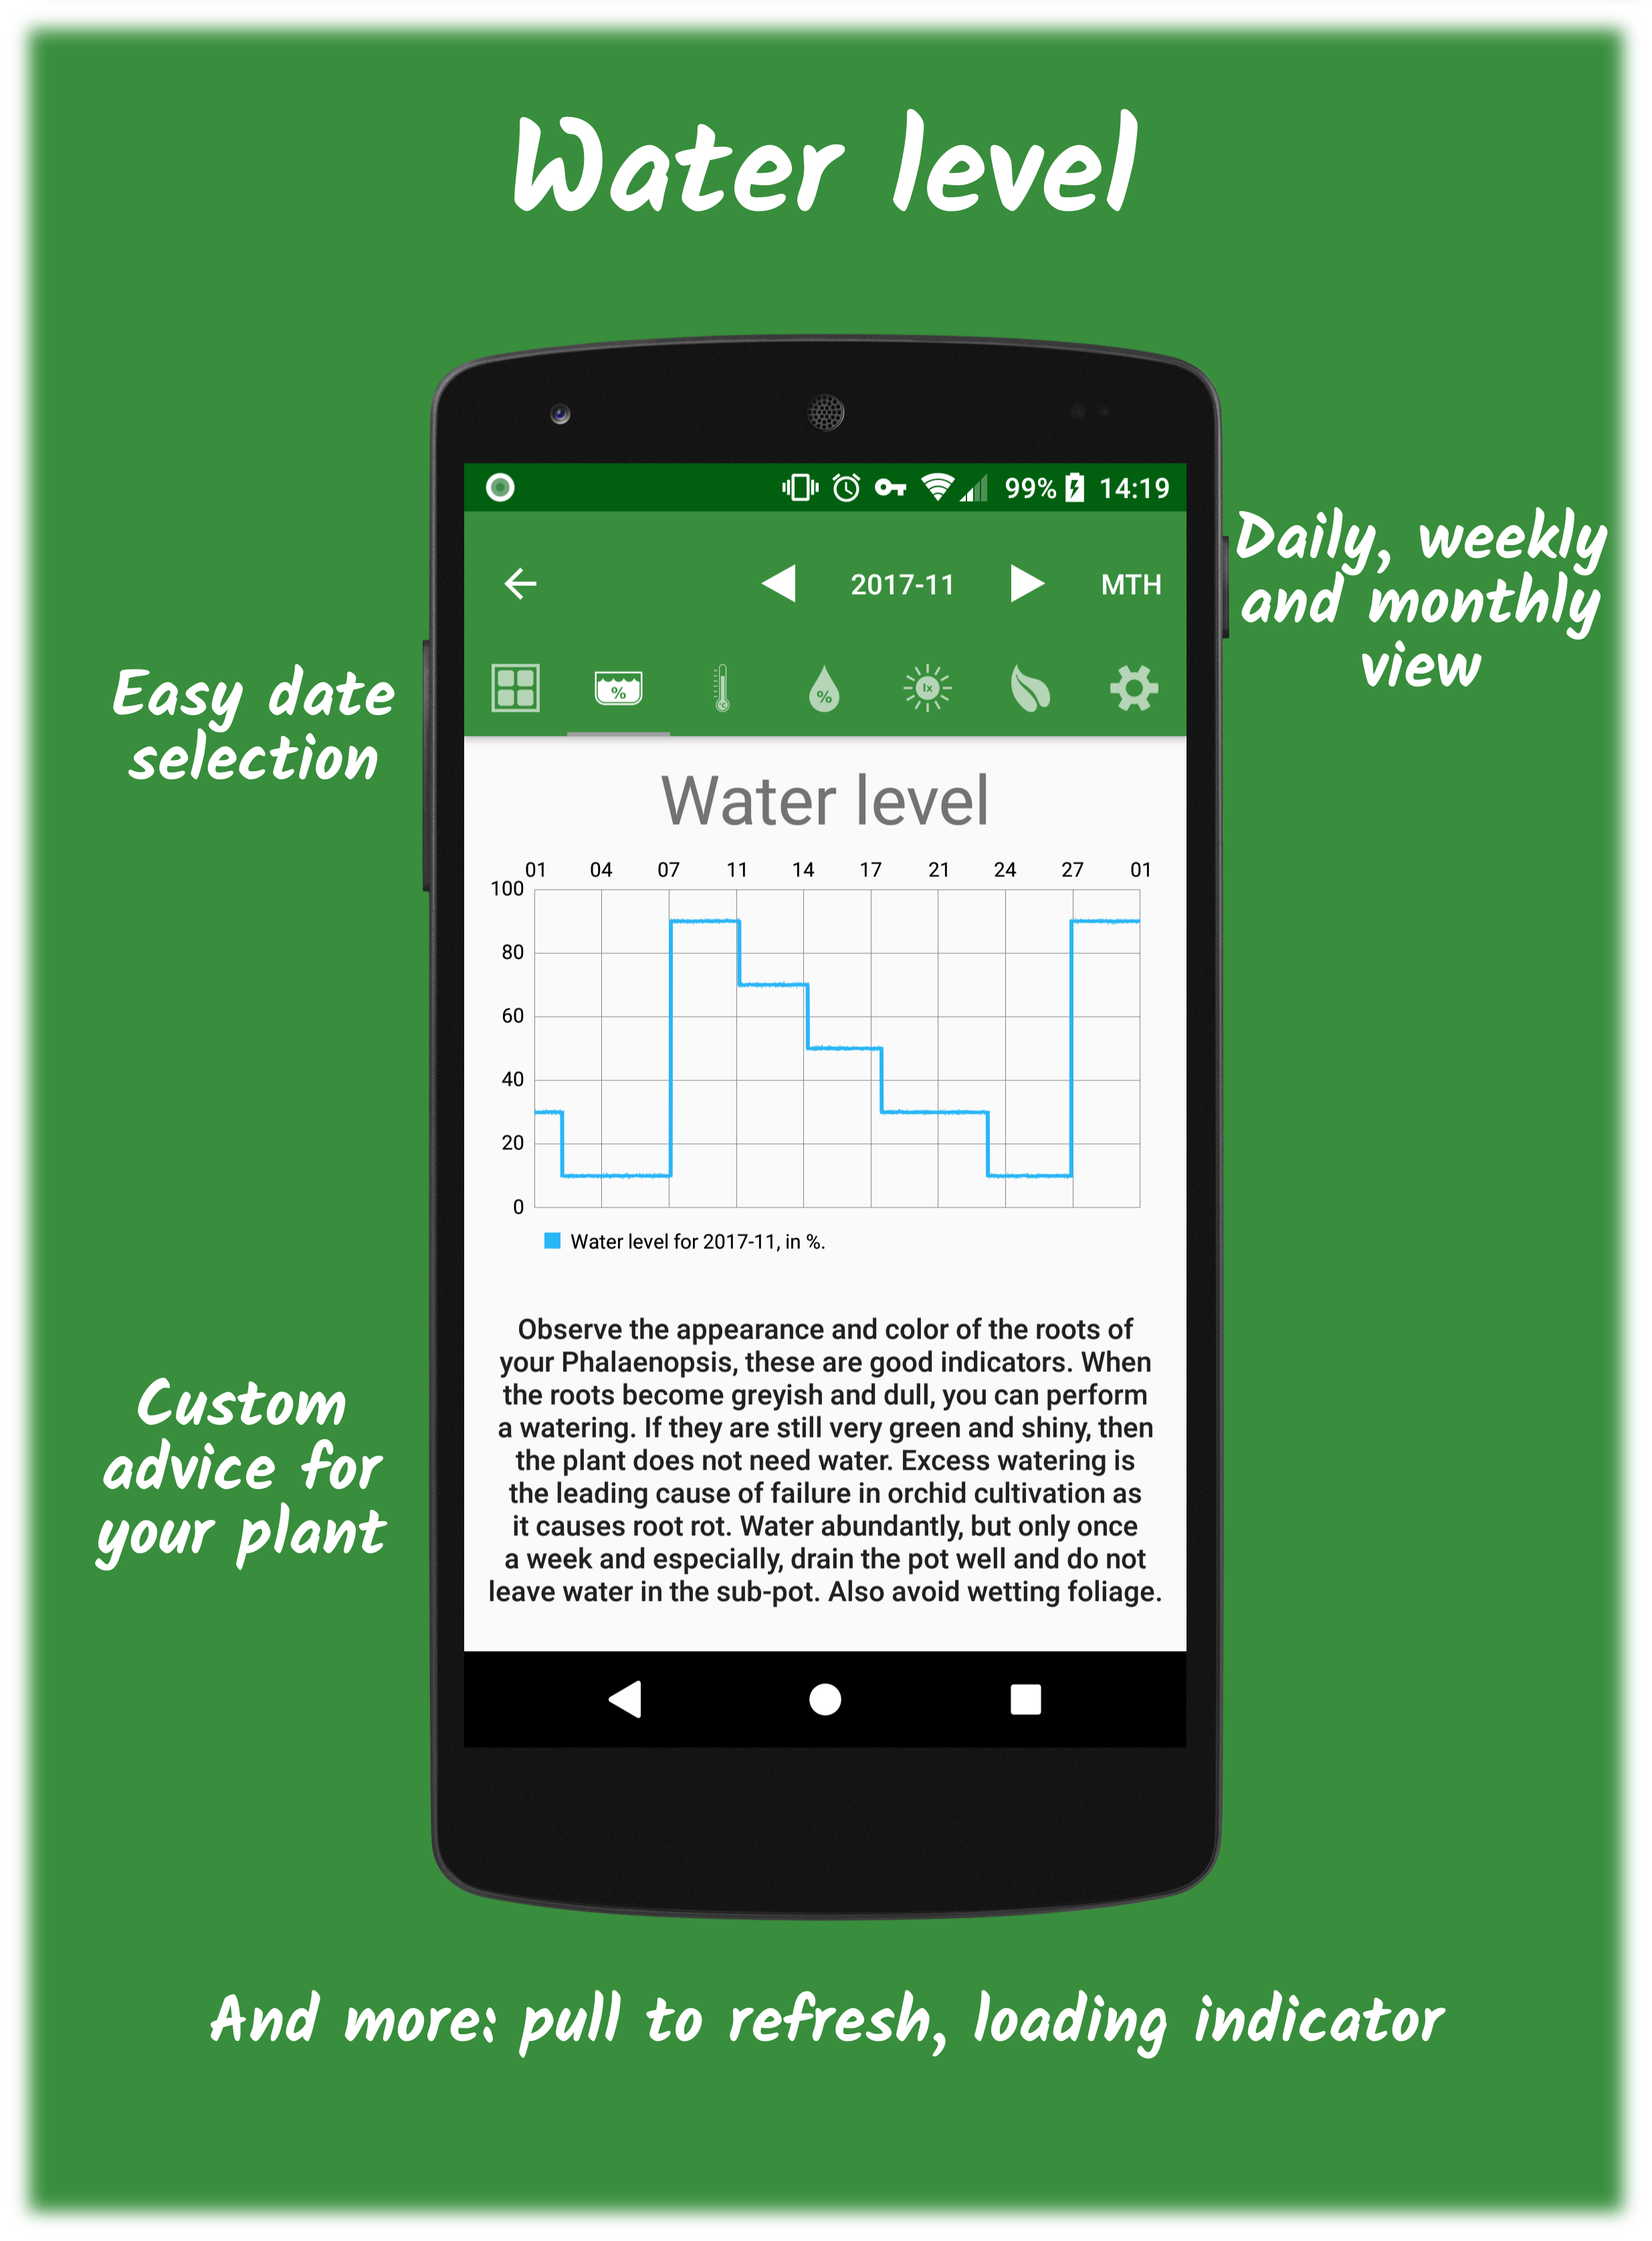 Water level
99% 14:19
2017-11 MTH
% % lx
Daily, weekly
and monthly
view
Easy date
selection
Water level
01 04 07 11 14 17 21 24 27 01
100
80
60
40
20
0
Water level for 2017-11, in %.
Observe the appearance and color of the roots of
your Phalaenopsis, these are good indicators. When
the roots become greyish and dull, you can perform
a watering. If they are still very green and shiny, then
the plant does not need water. Excess watering is
the leading cause of failure in orchid cultivation as
it causes root rot. Water abundantly, but only once
a week and especially, drain the pot well and do not
leave water in the sub-pot. Also avoid wetting foliage.
Custom
advice for
your plant
And more: pull to refresh, loading indicator